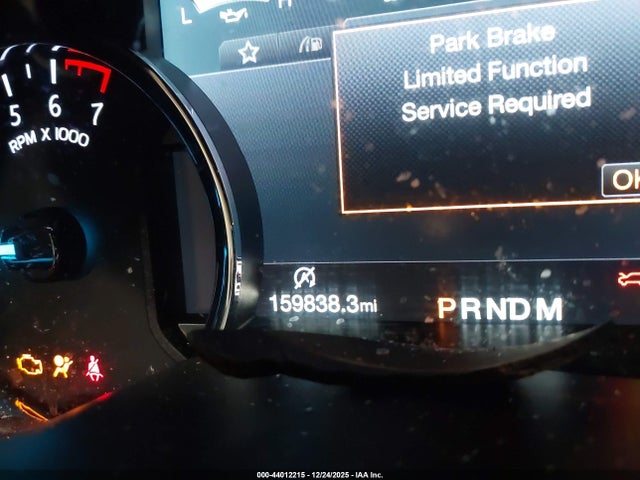 L H
Park Brake
Limited Function
Service Required
OK
5 6 7
RPM X 1000
159838.3mi
P R N D M
000-44012215 - 12/24/2025 - IAA Inc.